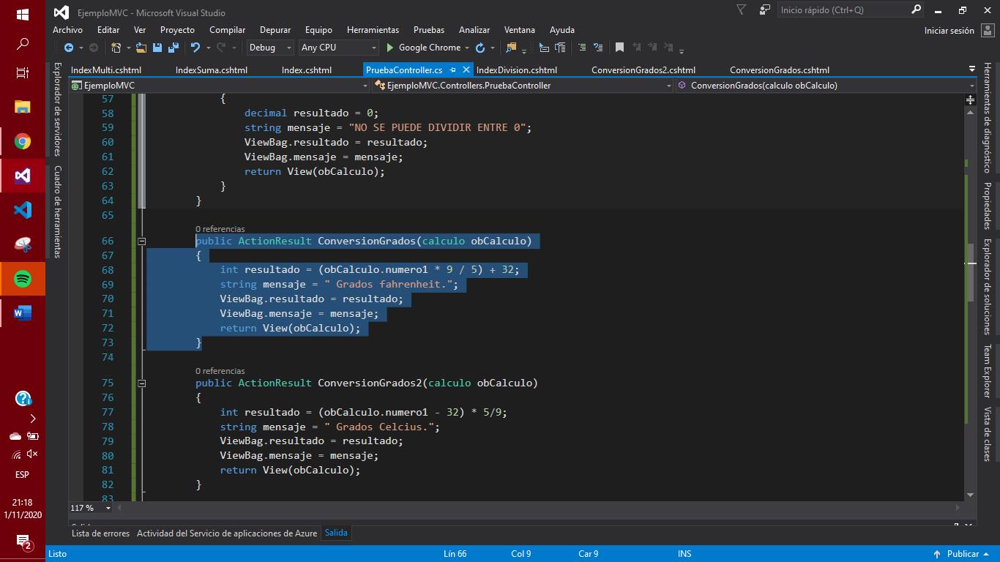 EjemploMVC - Microsoft Visual Studio
Inicio rápido (Ctrl+Q)
Archivo Editar Ver Proyecto Compilar Depurar Equipo Herramientas Pruebas Analizar Ventana Ayuda
Iniciar sesión
Debug Any CPU Google Chrome
IndexMulti.cshtml IndexSuma.cshtml Index.cshtml PruebaController.cs IndexDivision.cshtml ConversionGrados2.cshtml ConversionGrados.cshtml
EjemploMVC EjemploMVC.Controllers.PruebaController ConversionGrados(calculo obCalculo)
Explorador de servidores
Cuadro de herramientas
57 {
58 decimal resultado = 0;
59 string mensaje = "NO SE PUEDE DIVIDIR ENTRE 0";
60 ViewBag.resultado = resultado;
61 ViewBag.mensaje = mensaje;
62 return View(obCalculo);
63 }
64 }
65
0 referencias
66 public ActionResult ConversionGrados(calculo obCalculo)
67 {
68 int resultado = (obCalculo.numero1 * 9 / 5) + 32;
69 string mensaje = " Grados fahrenheit.";
70 ViewBag.resultado = resultado;
71 ViewBag.mensaje = mensaje;
72 return View(obCalculo);
73 }
74
0 referencias
75 public ActionResult ConversionGrados2(calculo obCalculo)
76 {
77 int resultado = (obCalculo.numero1 - 32) * 5/9;
78 string mensaje = " Grados Celcius.";
79 ViewBag.resultado = resultado;
80 ViewBag.mensaje = mensaje;
81 return View(obCalculo);
82 }
83
Herramientas de diagnóstico
Propiedades
Explorador de soluciones
Team Explorer
Vista de clases
117 %
Salida
Lista de errores Actividad del Servicio de aplicaciones de Azure Salida
Listo Lín 66 Col 9 Car 9 INS Publicar
ESP
21:18
1/11/2020
2